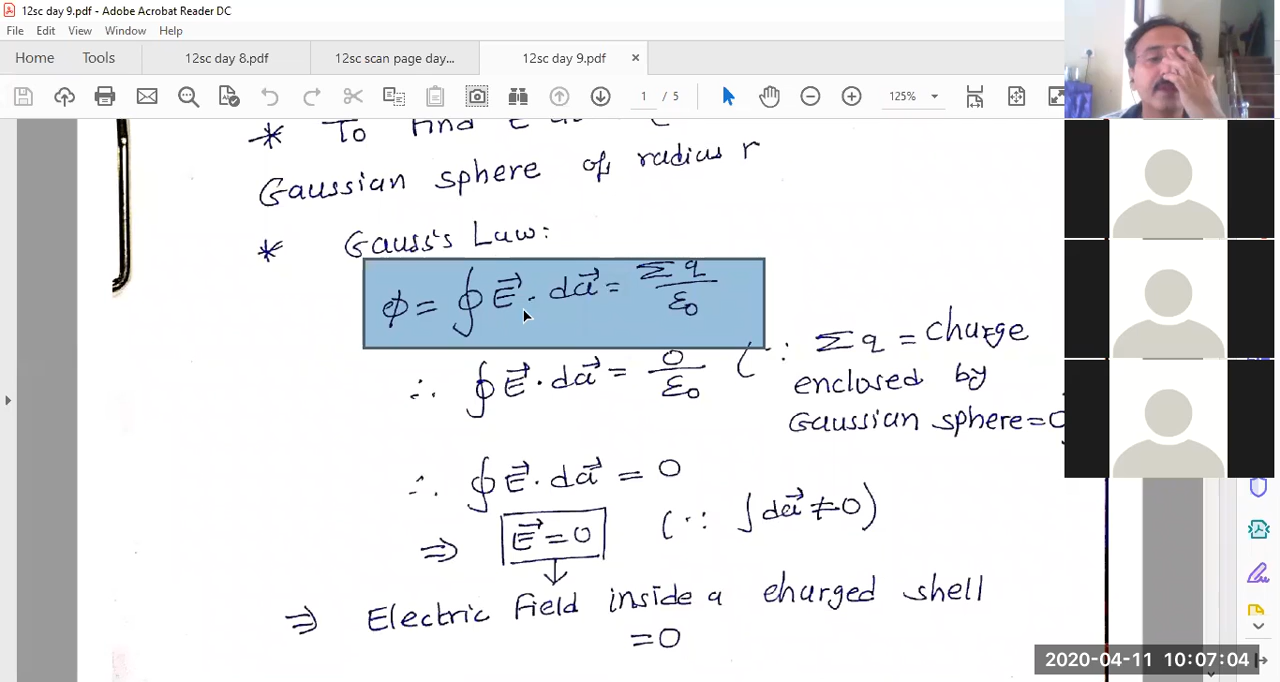 12sc day 9.pdf - Adobe Acrobat Reader DC
File Edit View Window Help
Home Tools 12sc day 8.pdf 12sc scan page day... 12sc day 9.pdf ×
1 / 5 125%
* To find E
Gaussian sphere of radius r
* Gauss's Law:
ϕ = ∮ E⃗ · da⃗ = Σq / ε₀
∴ ∮ E⃗ · da⃗ = 0 / ε₀ (∵ Σq = charge
enclosed by
Gaussian sphere = 0
∴ ∮ E⃗ · da⃗ = 0
⇒ E⃗ = 0 (∵ ∫ da⃗ ≠ 0)
⇒ Electric Field inside a charged shell
= 0
2020-04-11 10:07:04